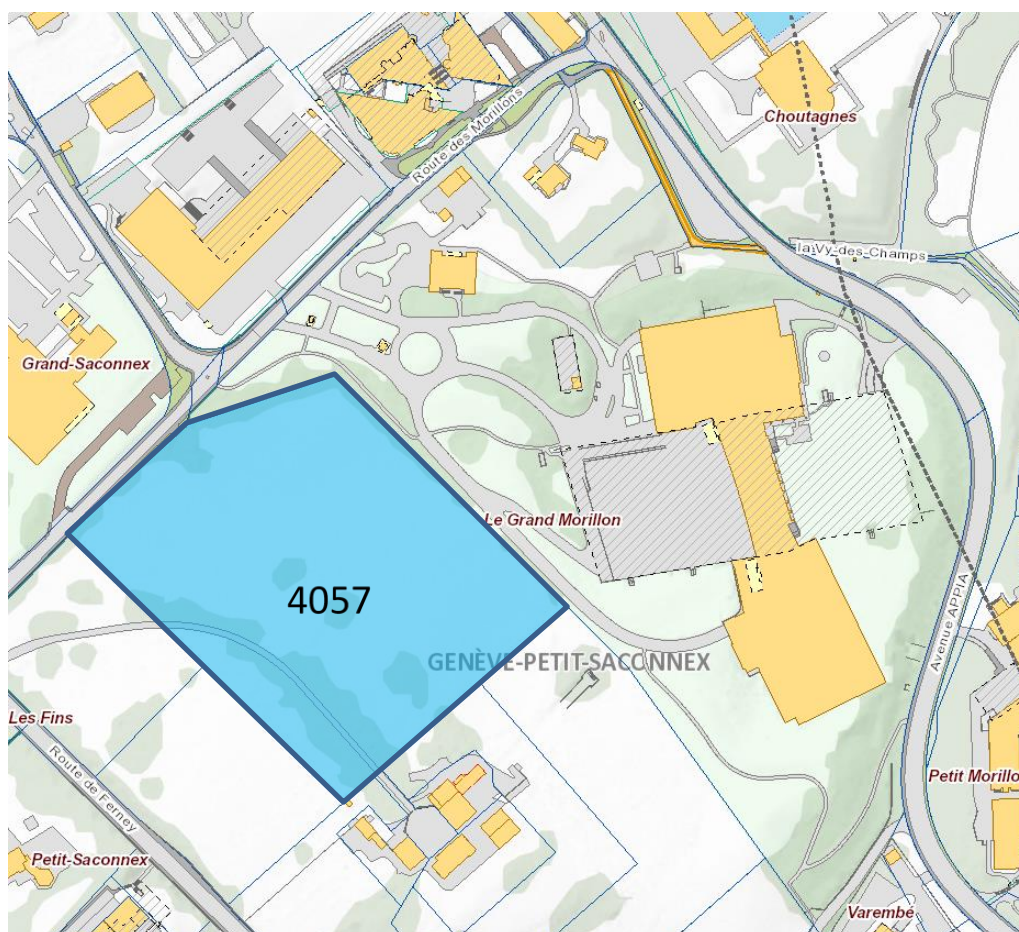 Choutagnes
Route des Morillons
la Vy-des-Champs
Grand-Saconnex
Le Grand Morillon
4057
Avenue APPIA
GENÈVE-PETIT-SACONNEX
Les Fins
Route de Ferney
Petit Morillo
Petit-Saconnex
Varembé